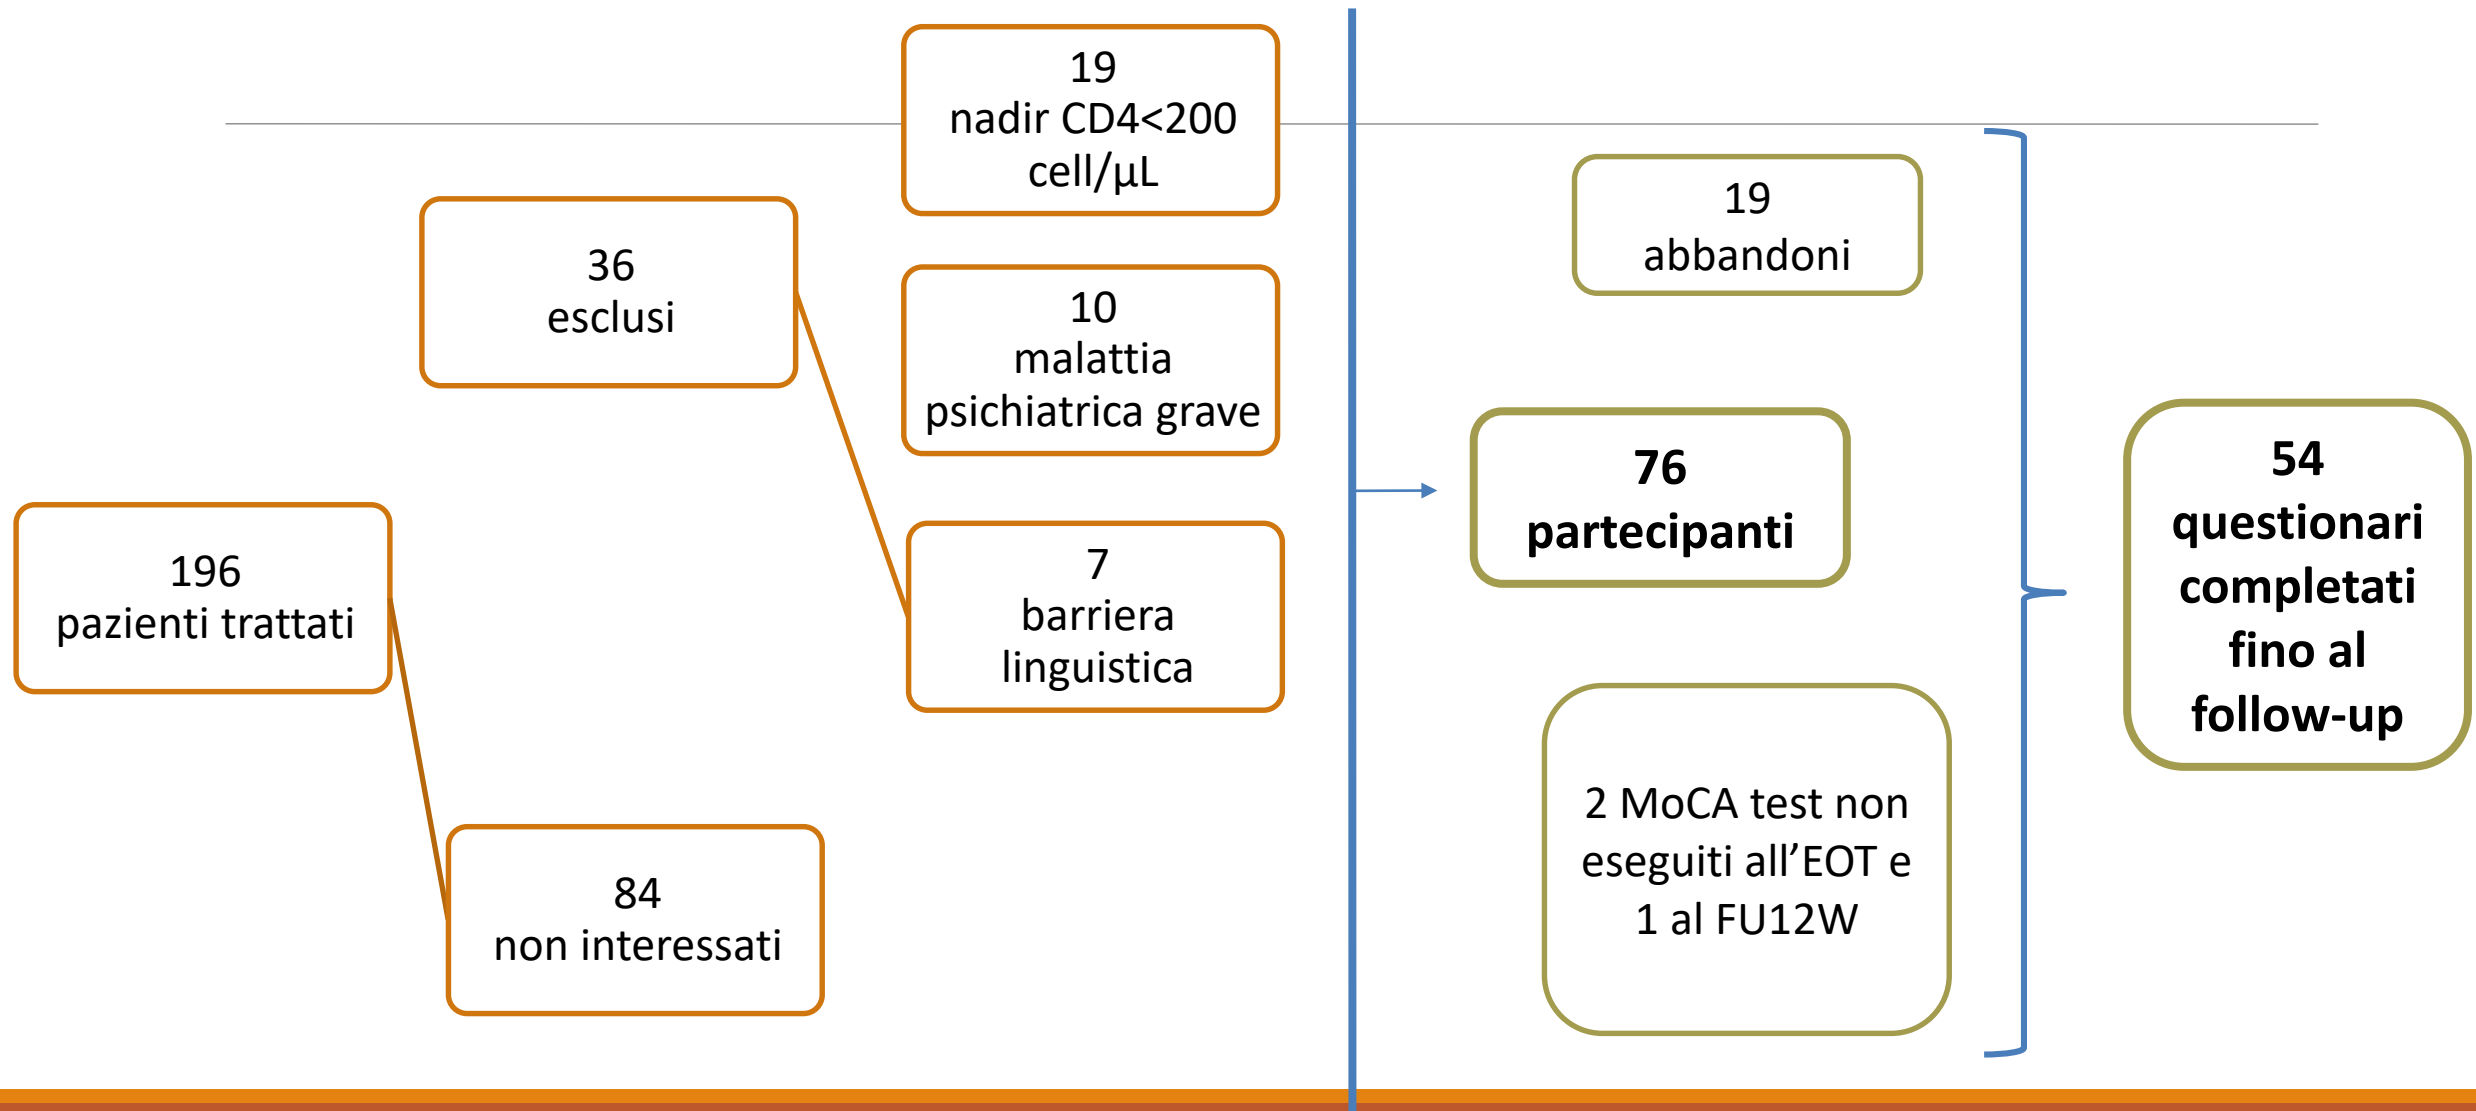 196
pazienti trattati
36
esclusi
84
non interessati
19
nadir CD4<200
cell/µL
10
malattia
psichiatrica grave
7
barriera
linguistica
19
abbandoni
76
partecipanti
2 MoCA test non
eseguiti all’EOT e
1 al FU12W
54
questionari
completati
fino al
follow-up